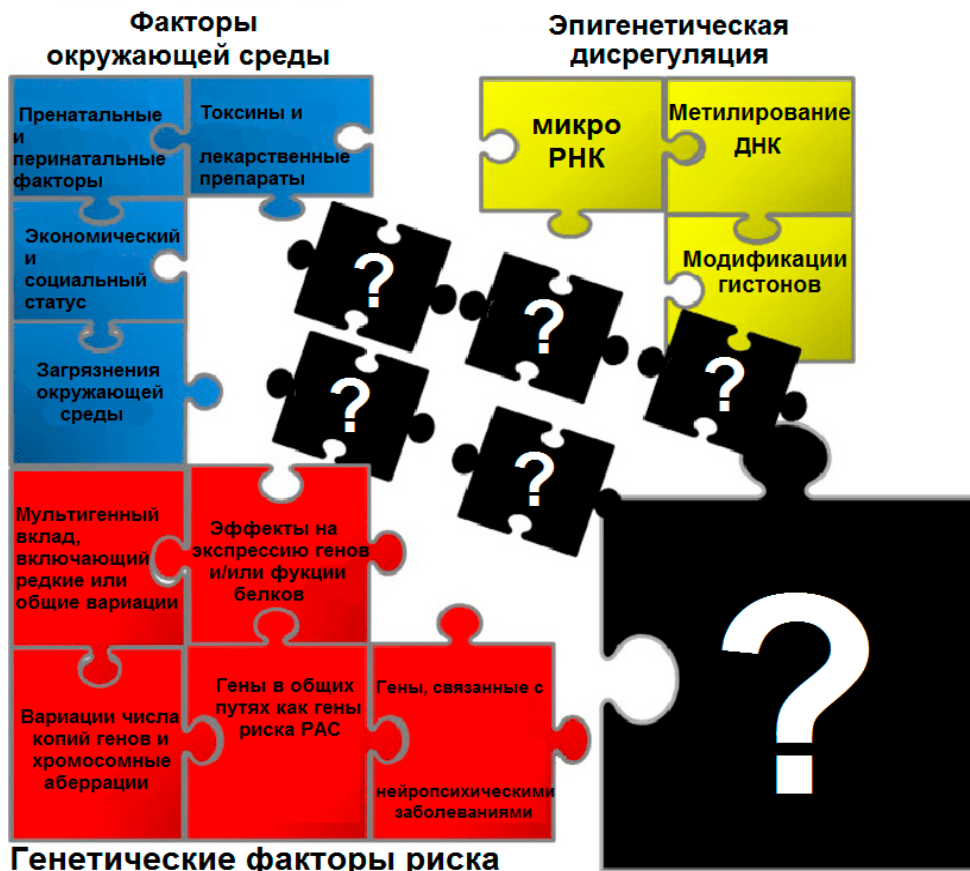 Факторы
окружающей среды
Эпигенетическая
дисрегуляция
Пренатальные
и
перинатальные
факторы
Токсины и
лекарственные
препараты
микро
РНК
Метилирование
ДНК
Экономический
и
социальный
статус
Модификации
гистонов
?
?
?
?
?
Загрязнения
окружающей
среды
Мультигенный
вклад,
включающий
редкие или
общие вариации
Эффекты на
экспрессию генов
и/или фукции
белков
?
Вариации числа
копий генов и
хромосомные
аберрации
Гены в общих
путях как гены
риска РАС
Гены, связанные с
нейропсихическими
заболеваниями
Генетические факторы риска